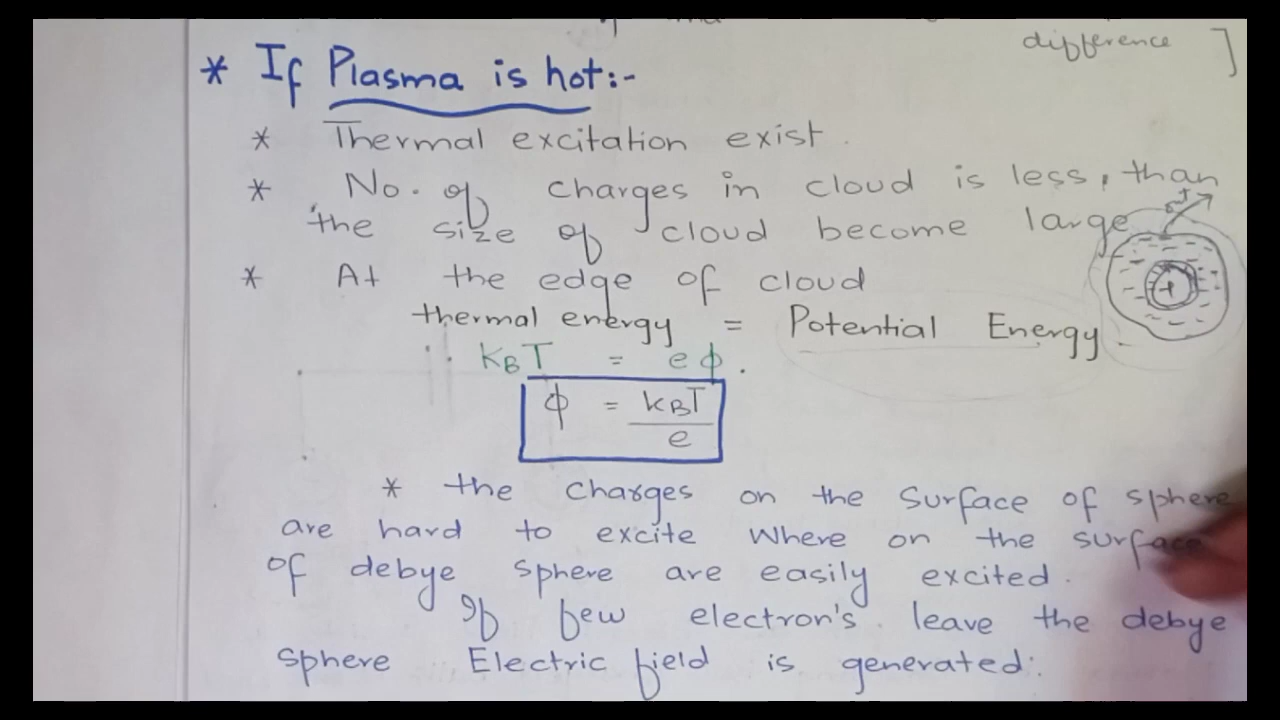 difference ]
* If Plasma is hot:-
* Thermal excitation exist.
* No. of charges in cloud is less, than
the size of cloud become large
* At the edge of cloud
thermal energy = Potential Energy
KBT = eϕ.
ϕ = KBT
e
+
* the charges on the surface of sphere
are hard to excite where on the surface
of debye sphere are easily excited.
If few electron's leave the debye
sphere Electric field is generated.